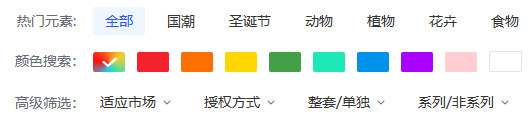 热门元素: 全部 国潮 圣诞节 动物 植物 花卉 食物
颜色搜索:
高级筛选: 适应市场 授权方式 整套/单独 系列/非系列